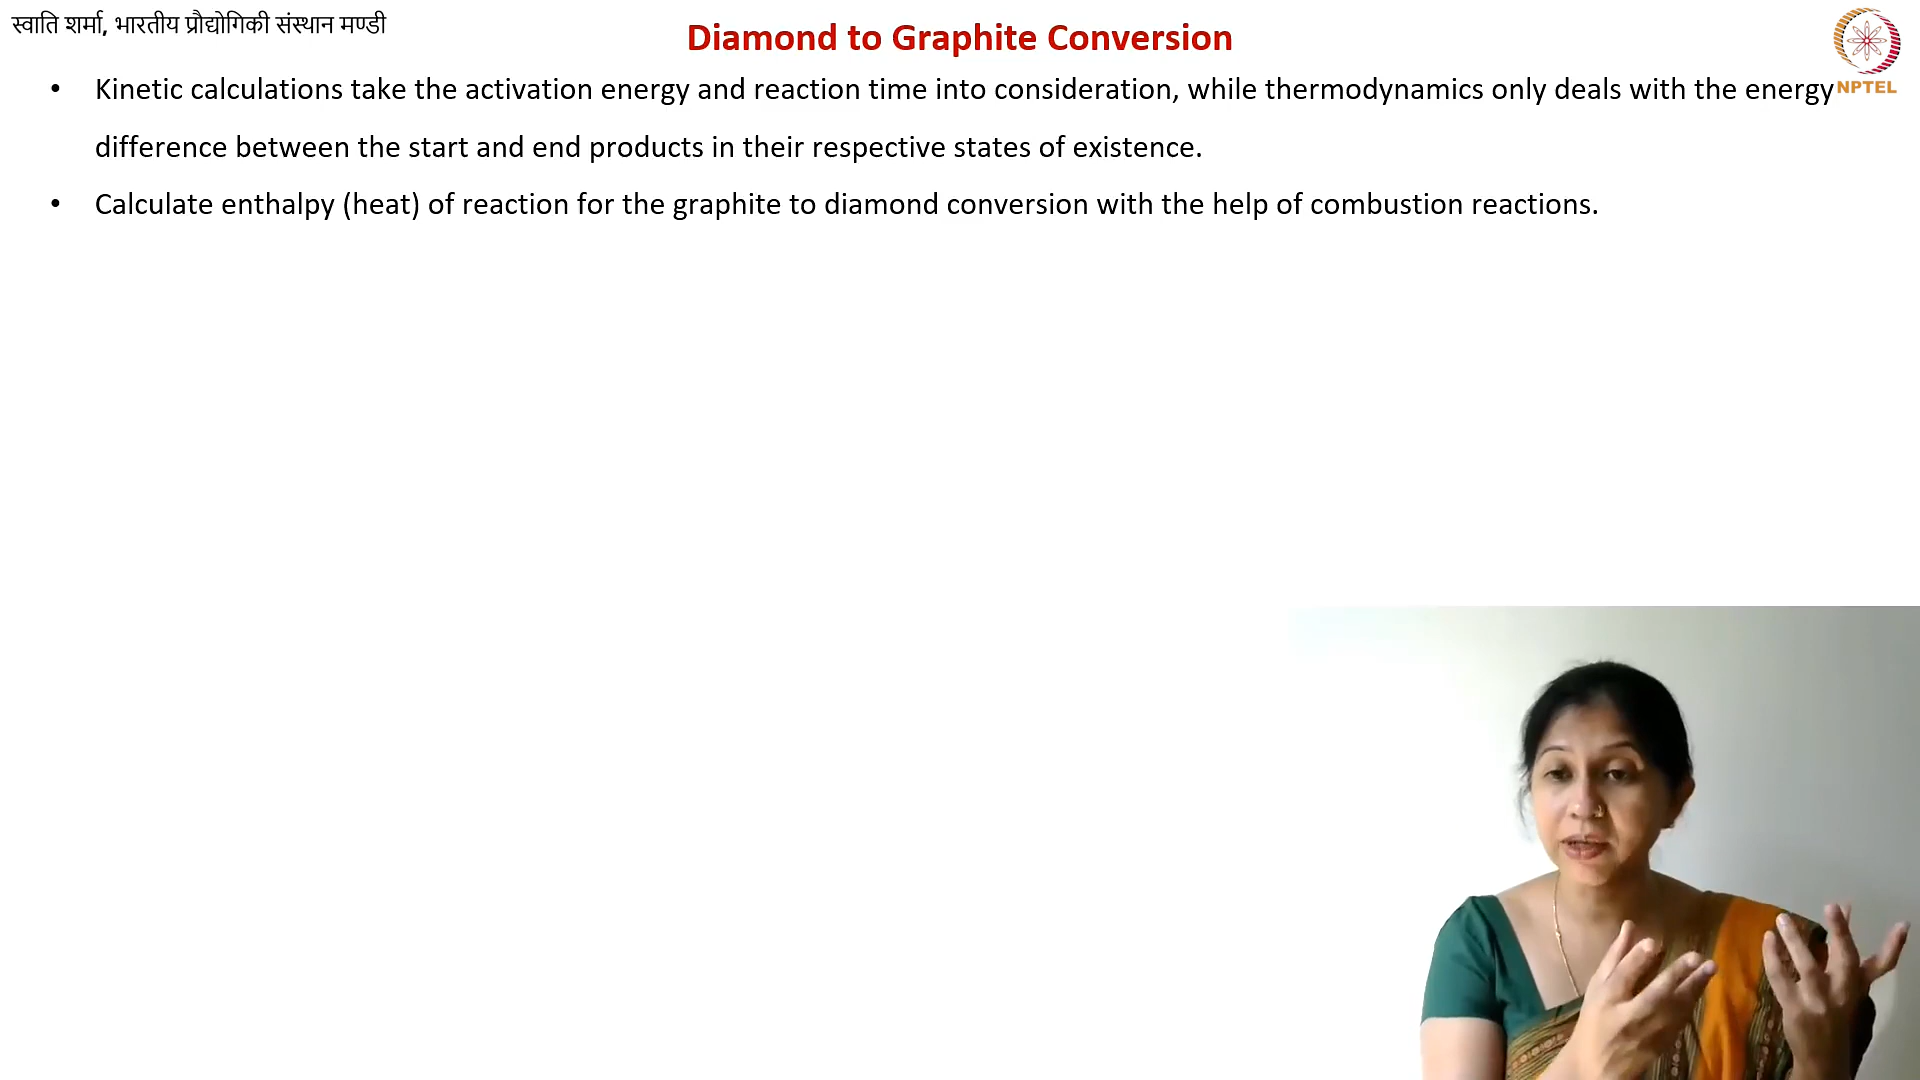 स्वाति शर्मा, भारतीय प्रौद्योगिकी संस्थान मण्डी
Diamond to Graphite Conversion
• Kinetic calculations take the activation energy and reaction time into consideration, while thermodynamics only deals with the energy
NPTEL
difference between the start and end products in their respective states of existence.
• Calculate enthalpy (heat) of reaction for the graphite to diamond conversion with the help of combustion reactions.